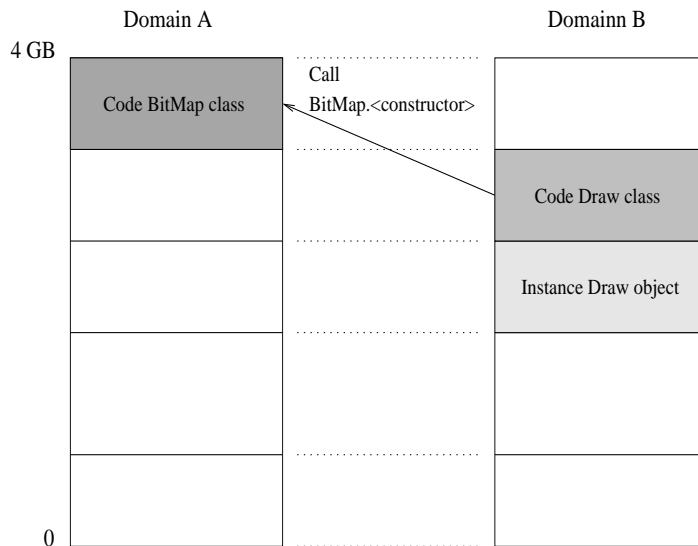 Domain A
Domainn B
4 GB
Call
BitMap.<constructor>
Code BitMap class
Code Draw class
Instance Draw object
0